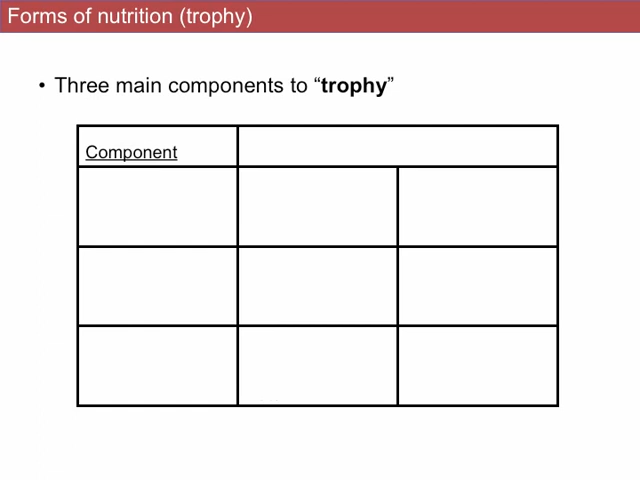 Forms of nutrition (trophy)
• Three main components to “trophy”
Component